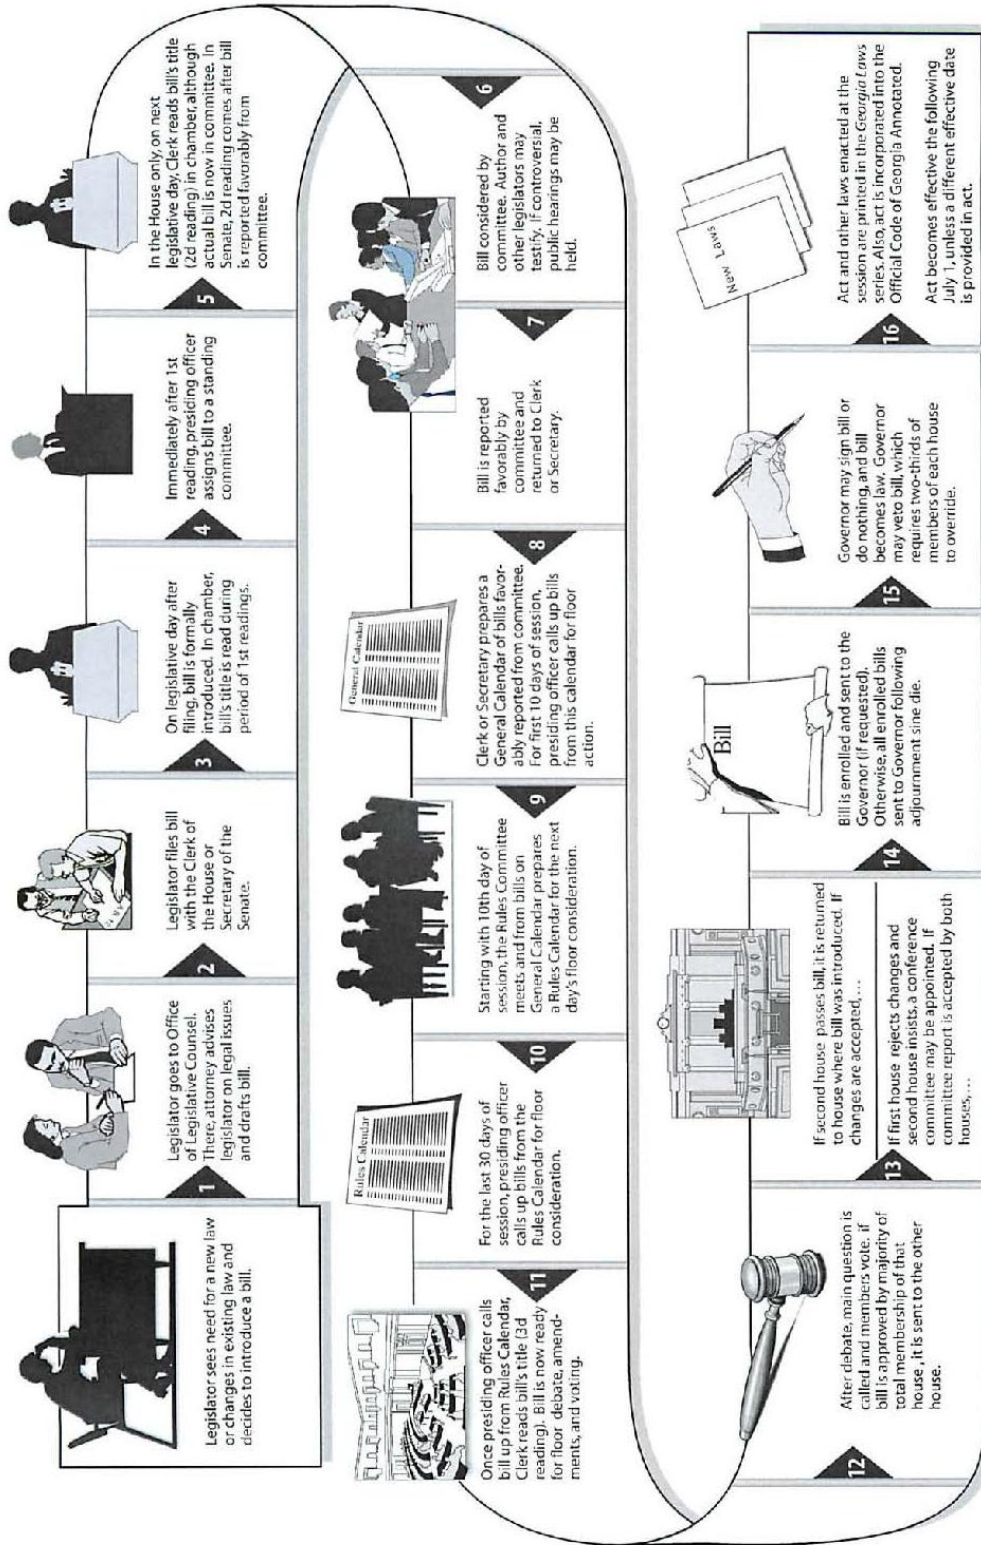 Legislator sees need for a new law
or changes in existing law and
decides to introduce a bill.
1
Legislator goes to Office
of Legislative Counsel.
There, attorney advises
legislator on legal issues
and drafts bill.
2
Legislator files bill
with the Clerk of
the House or
Secretary of the
Senate.
3
On legislative day after
filing, bill is formally
introduced. In chamber,
bill's title is read during
period of 1st readings.
4
Immediately after 1st
reading, presiding officer
assigns bill to a standing
committee.
5
In the House only, on next
legislative day, Clerk reads bill's title
(2d reading) in chamber, although
actual bill is now in committee. In
Senate, 2d reading comes after bill
is reported favorably from
committee.
6
Bill considered by
committee. Author and
other legislators may
testify. If controversial,
public hearings may be
held.
7
Bill is reported
favorably by
committee and
returned to Clerk
or Secretary.
General Calendar
8
Clerk or Secretary prepares a
General Calendar of bills favor-
ably reported from committee.
For first 10 days of session,
presiding officer calls up bills
from this calendar for floor
action.
9
Starting with 10th day of
session, the Rules Committee
meets and from bills on
General Calendar prepares
a Rules Calendar for the next
day's floor consideration.
Rules Calendar
10
For the last 30 days of
session, presiding officer
calls up bills from the
Rules Calendar for floor
consideration.
11
Once presiding officer calls
bill up from Rules Calendar,
Clerk reads bill's title (3d
reading). Bill is now ready
for floor debate, amend-
ments, and voting.
12
After debate, main question is
called and members vote. if
bill is approved by majority of
total membership of that
house , it is sent to the other
house.
If second house passes bill, it is returned
to house where bill was introduced. If
changes are accepted, ...
13
If first house rejects changes and
second house insists, a conference
committee may be appointed. If
committee report is accepted by both
houses, ...
Bill
14
Bill is enrolled and sent to the
Governor (if requested).
Otherwise, all enrolled bills
sent to Governor following
adjournment sine die.
15
Governor may sign bill or
do nothing, and bill
becomes law. Governor
may veto bill, which
requires two-thirds of
members of each house
to override.
New Laws
16
Act and other laws enacted at the
session are printed in the Georgia Laws
series. Also, act is incorporated into the
Official Code of Georgia Annotated.
Act becomes effective the following
July 1, unless a different effective date
is provided in act.